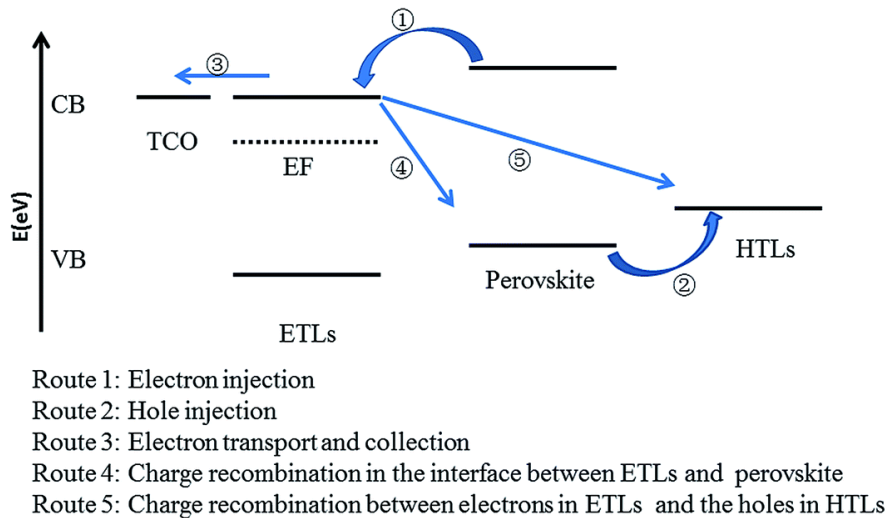 ①
③
CB
TCO
EF
④
⑤
E(eV)
VB
HTLs
Perovskite
②
ETLs
Route 1: Electron injection
Route 2: Hole injection
Route 3: Electron transport and collection
Route 4: Charge recombination in the interface between ETLs and perovskite
Route 5: Charge recombination between electrons in ETLs and the holes in HTLs